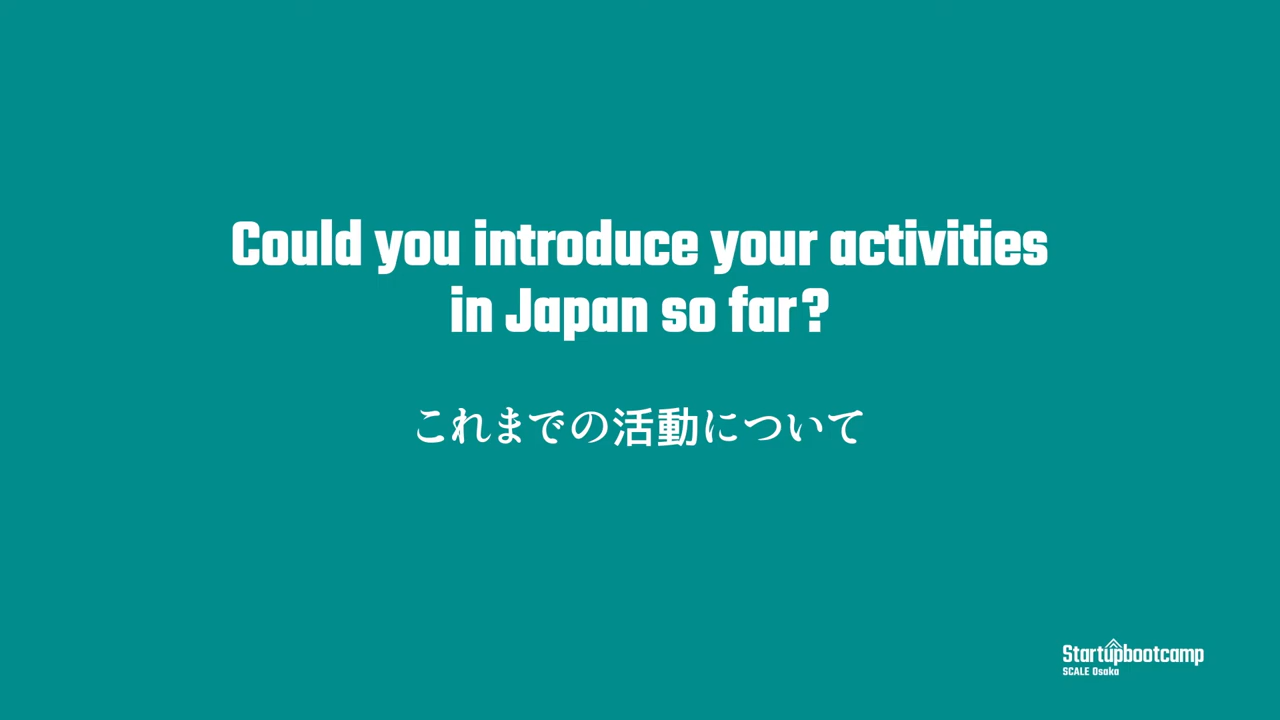 Could you introduce your activities
in Japan so far?
これまでの活動について
Startupbootcamp
SCALE Osaka